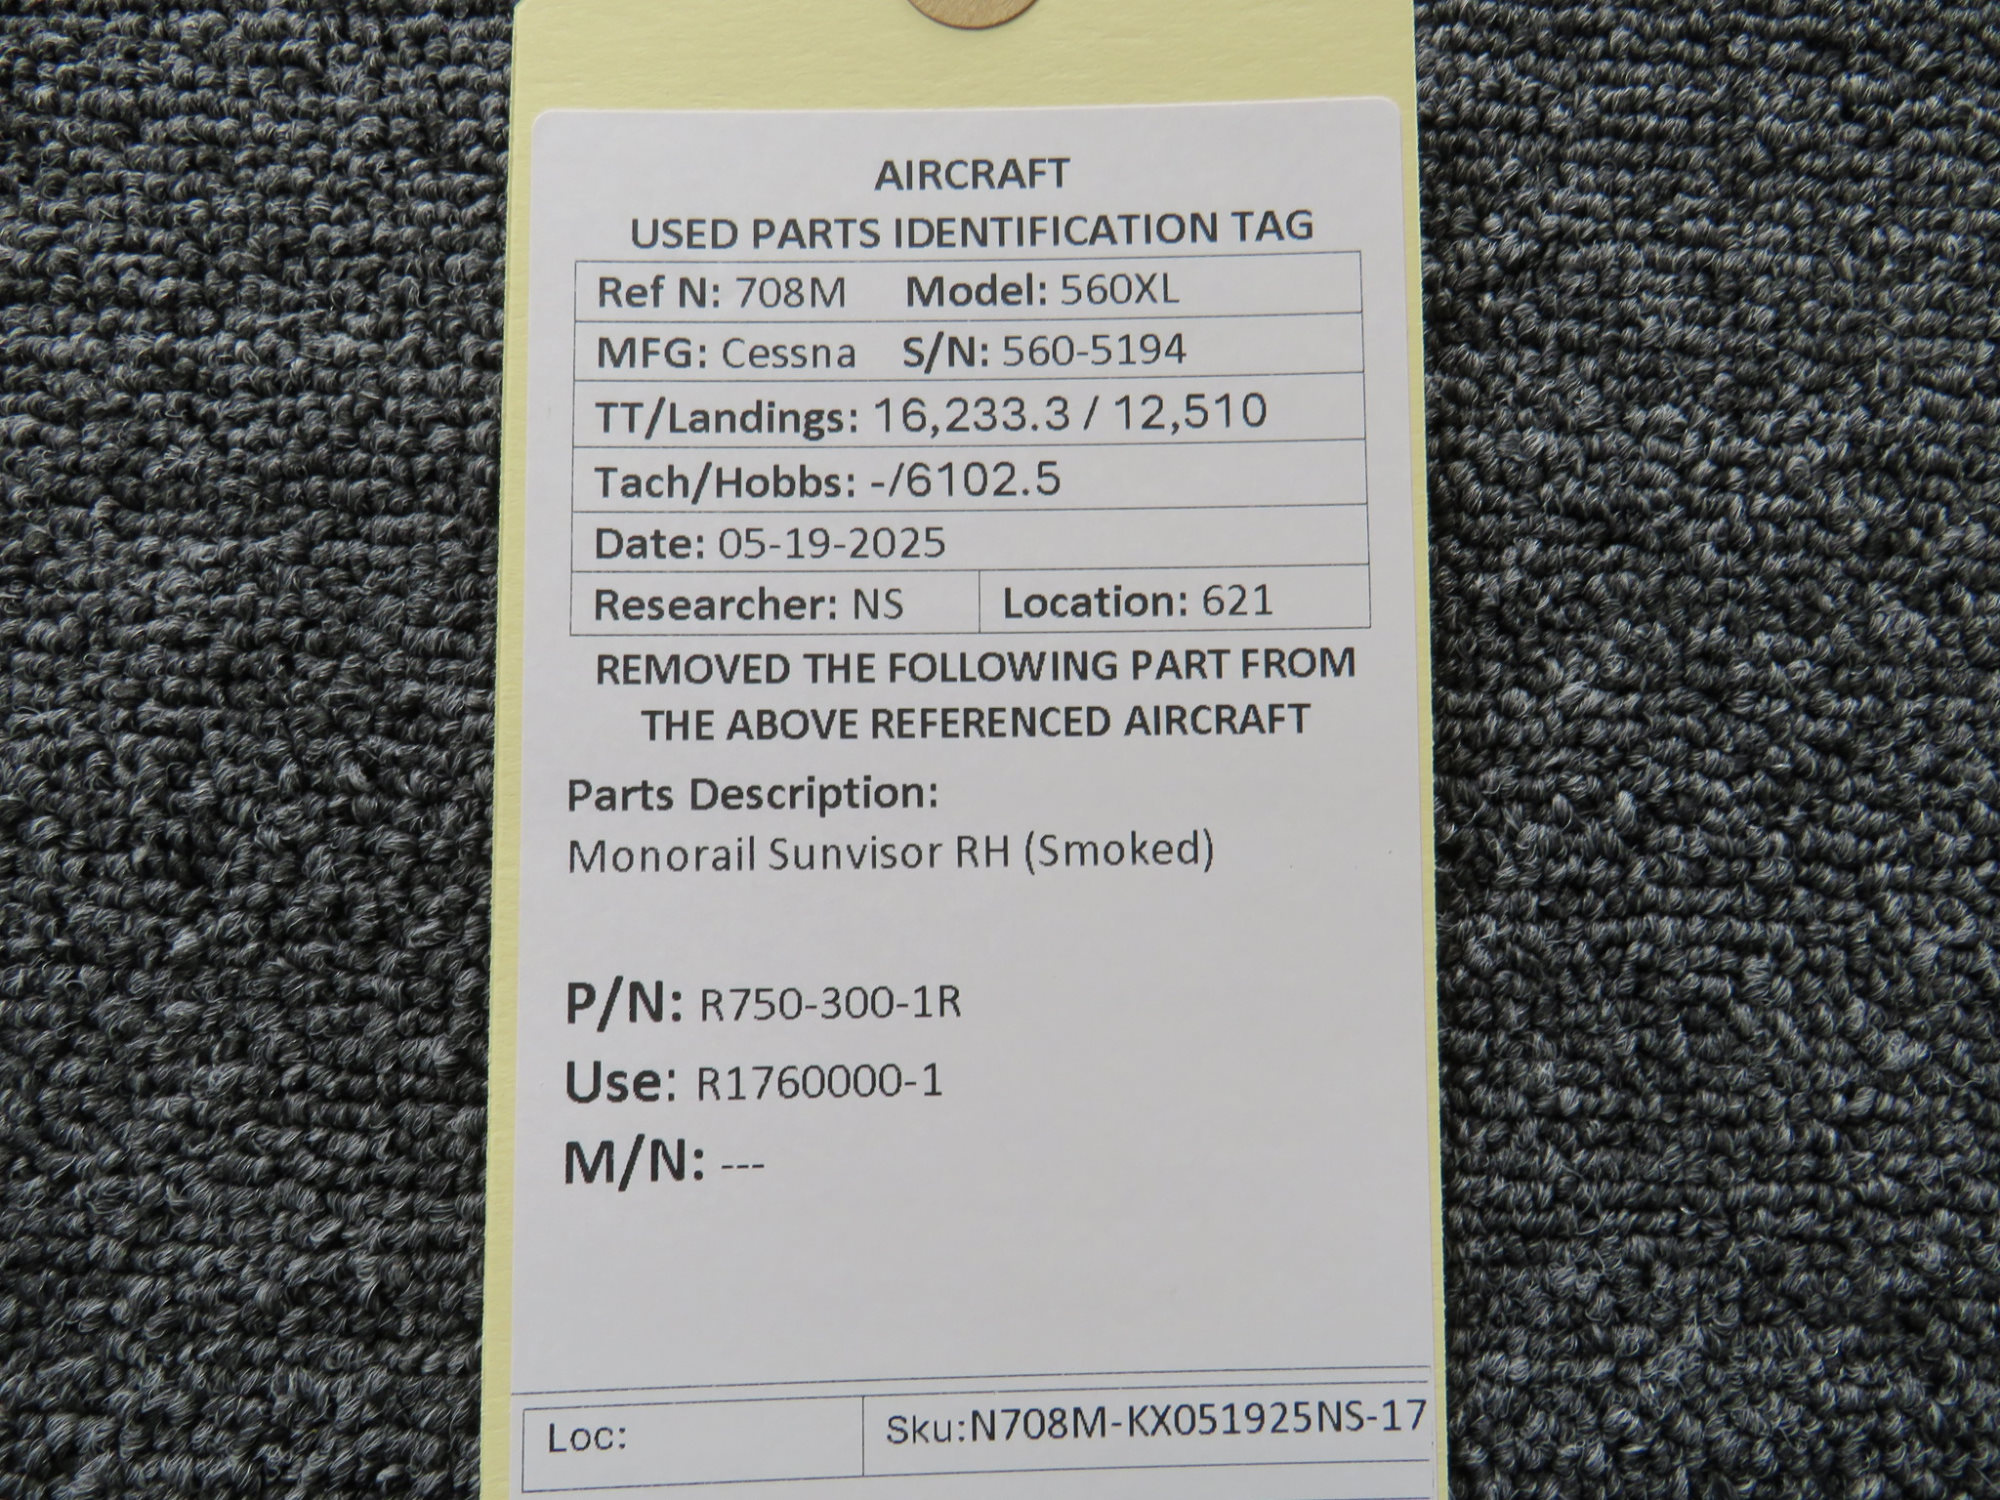 AIRCRAFT
USED PARTS IDENTIFICATION TAG
Ref N: 708M Model: 560XL
MFG: Cessna S/N: 560-5194
TT/Landings: 16,233.3 / 12,510
Tach/Hobbs: -/6102.5
Date: 05-19-2025
Researcher: NS Location: 621
REMOVED THE FOLLOWING PART FROM
THE ABOVE REFERENCED AIRCRAFT
Parts Description:
Monorail Sunvisor RH (Smoked)
P/N: R750-300-1R
Use: R1760000-1
M/N: ---
Loc: Sku:N708M-KX051925NS-17